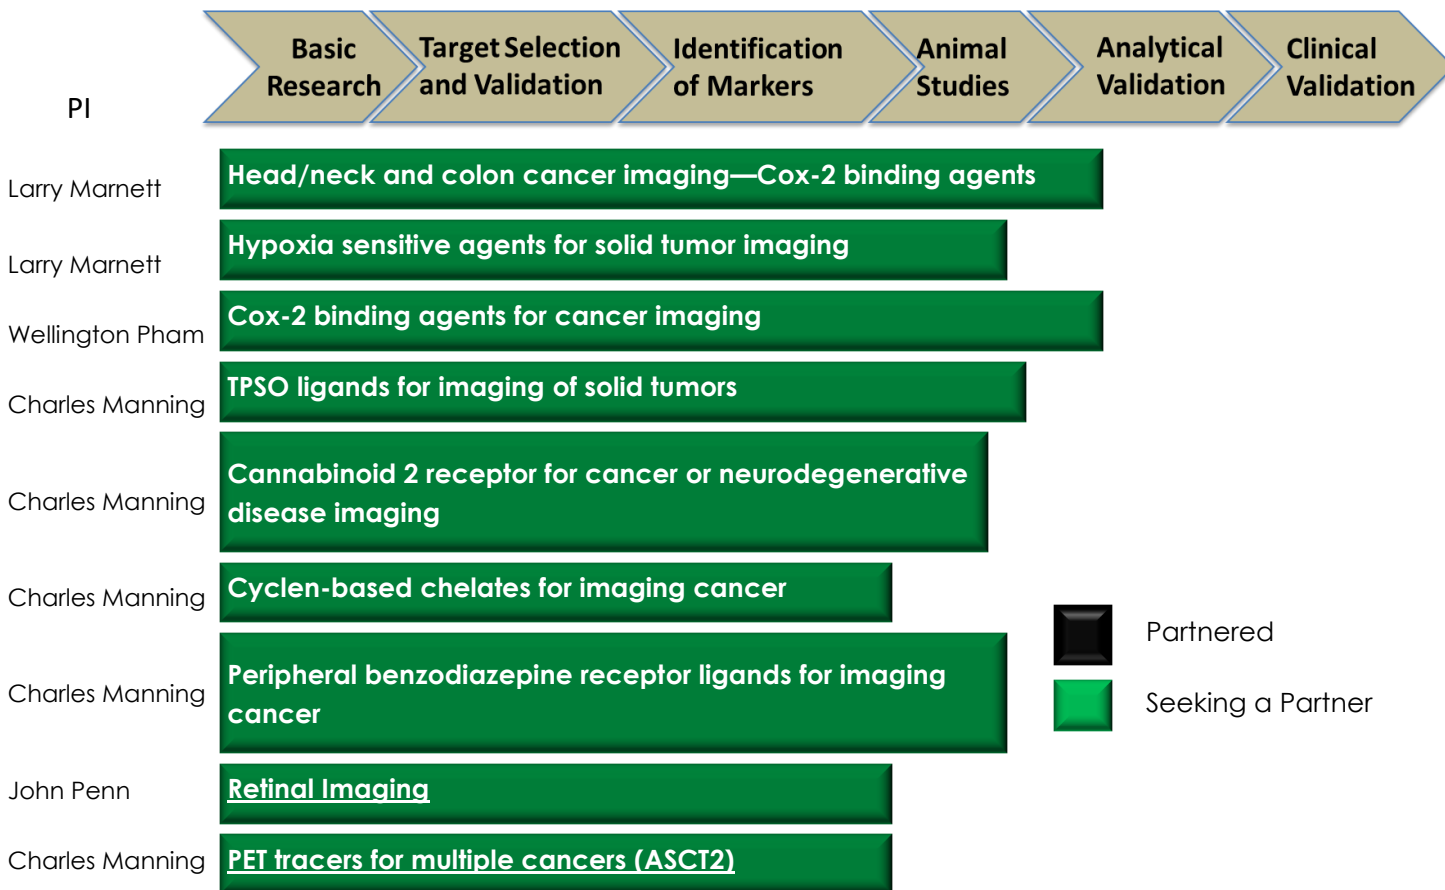 Basic
Research
Target Selection
and Validation
Identification
of Markers
Animal
Studies
Analytical
Validation
Clinical
Validation
PI
Larry Marnett
Head/neck and colon cancer imaging—Cox-2 binding agents
Larry Marnett
Hypoxia sensitive agents for solid tumor imaging
Wellington Pham
Cox-2 binding agents for cancer imaging
Charles Manning
TPSO ligands for imaging of solid tumors
Charles Manning
Cannabinoid 2 receptor for cancer or neurodegenerative
disease imaging
Charles Manning
Cyclen-based chelates for imaging cancer
Charles Manning
Peripheral benzodiazepine receptor ligands for imaging
cancer
Partnered
Seeking a Partner
John Penn
Retinal Imaging
Charles Manning
PET tracers for multiple cancers (ASCT2)